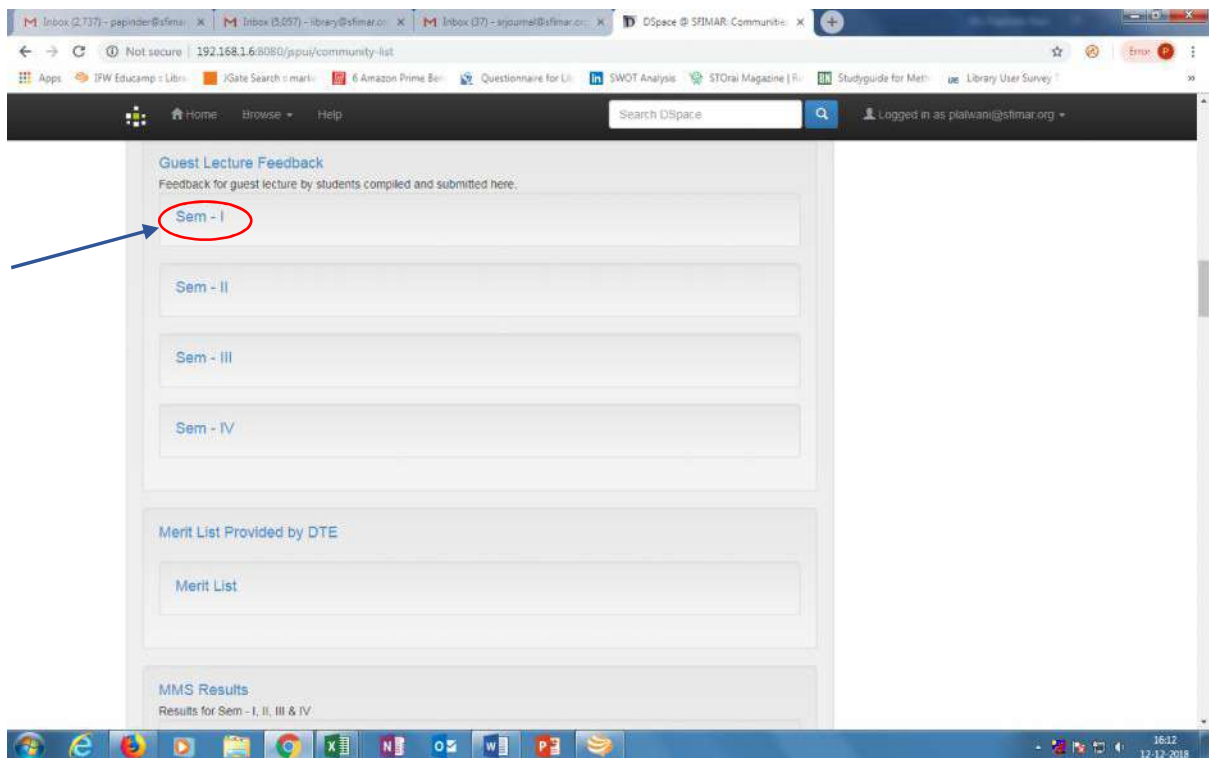 Inbox (2,737) - pepinder@sfimar
Inbox (5,057) - library@sfimar.or
Inbox (37) - srjournal@sfimar.or
DSpace @ SFIMAR: Communitie
Not secure 192.168.1.6:8080/jspui/community-list
Error P
Apps
IFW Educamp :: Libra
JGate Search :: mark
6 Amazon Prime Be
Questionnaire for Li
in SWOT Analysis
STOrai Magazine | R
Studyguide for Meth
Library User Survey
»
Home Browse Help
Search DSpace
Logged in as plalwani@sfimar.org
Guest Lecture Feedback
Feedback for guest lecture by students compiled and submitted here.
Sem - I
Sem - II
Sem - III
Sem - IV
Merit List Provided by DTE
Merit List
MMS Results
Results for Sem - I, II, III & IV
16:12
12-12-2018